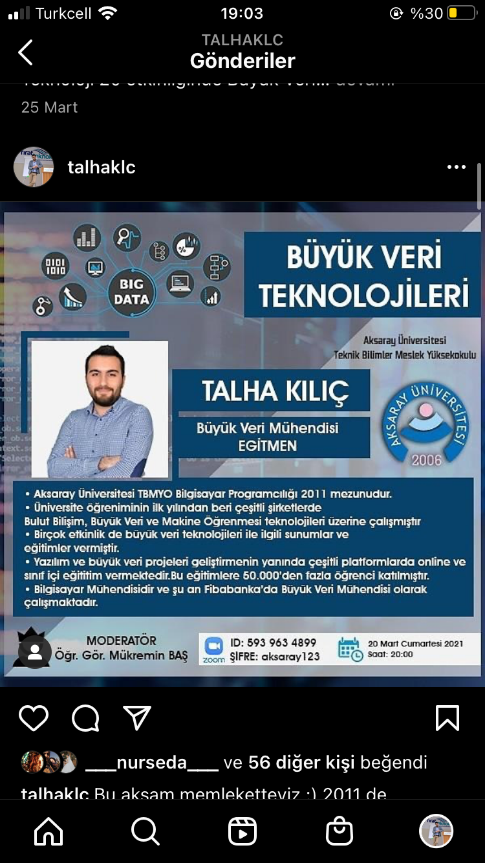 Turkcell 19:03 %30
TALHAKLC
Gönderiler
25 Mart
talhaklc
BIG
DATA
BÜYÜK VERİ
TEKNOLOJİLERİ
Aksaray Üniversitesi
Teknik Bilimler Meslek Yüksekokulu
TALHA KILIÇ
Büyük Veri Mühendisi
EĞİTMEN
AKSARAY ÜNİVERSİTESİ
2006
• Aksaray Üniversitesi TBMYO Bilgisayar Programcılığı 2011 mezunudur.
• Üniversite öğreniminin ilk yılından beri çeşitli şirketlerde
Bulut Bilişim, Büyük Veri ve Makine Öğrenmesi teknolojileri üzerine çalışmıştır
• Birçok etkinlik de büyük veri teknolojileri ile ilgili sunumlar ve
eğitimler vermiştir.
• Yazılım ve büyük veri projeleri geliştirmenin yanında çeşitli platformlarda online ve
sınıf içi eğititim vermektedir.Bu eğitimlere 50.000'den fazla öğrenci katılmıştır.
• Bilgisayar Mühendisidir ve şu an Fibabanka'da Büyük Veri Mühendisi olarak
çalışmaktadır.
MODERATÖR
Öğr. Gör. Mükremin BAŞ
zoom
ID: 593 963 4899
ŞİFRE: aksaray123
20 Mart Cumartesi 2021
Saat: 20:00
___nurseda___ ve 56 diğer kişi beğendi
talhaklc Bu akşam memleketteyiz :) 2011 de